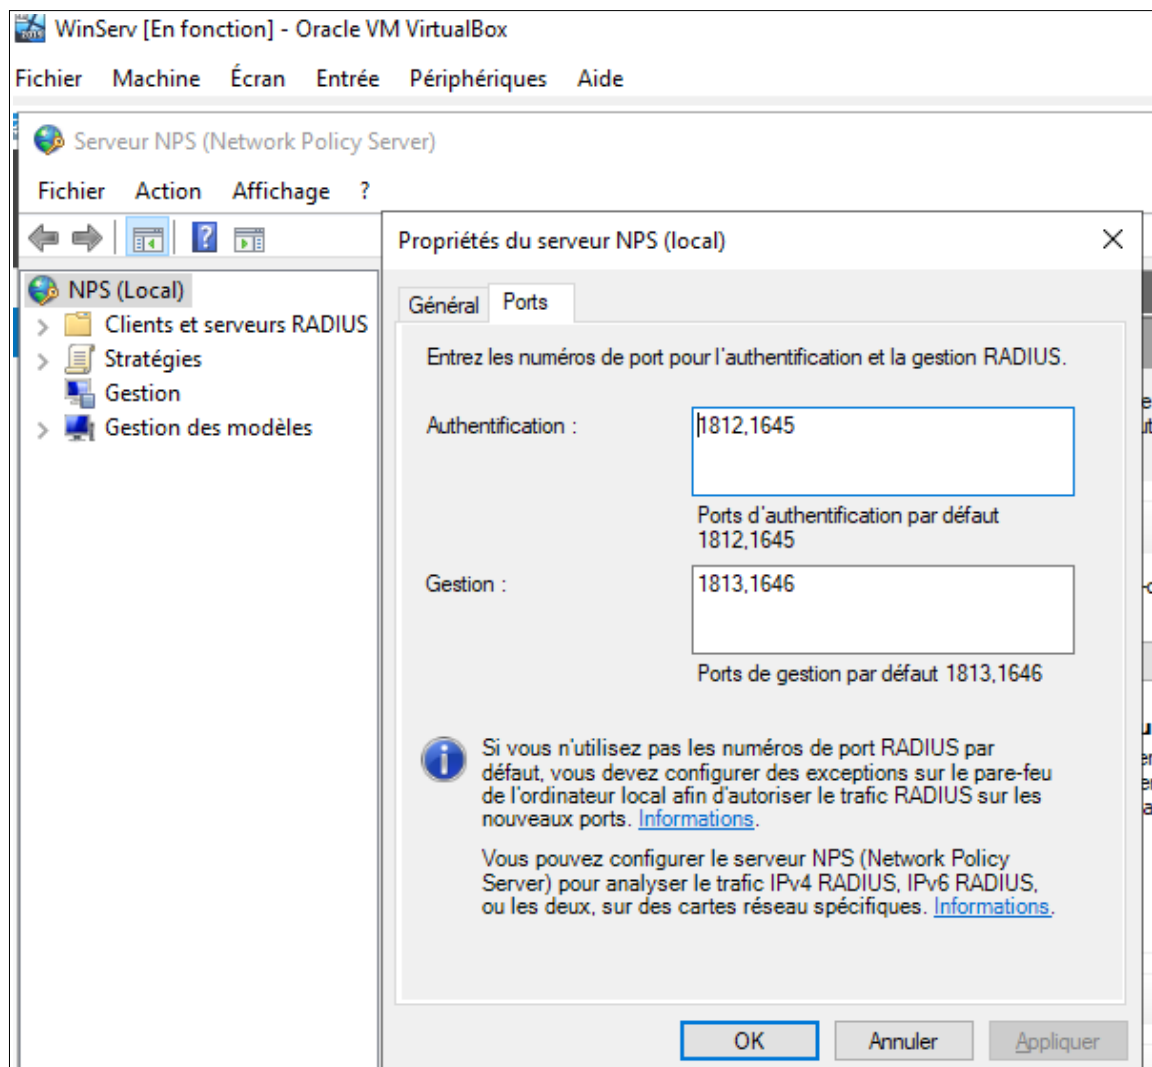 WinServ [En fonction] - Oracle VM VirtualBox
Fichier Machine Écran Entrée Périphériques Aide
Serveur NPS (Network Policy Server)
Fichier Action Affichage ?
Propriétés du serveur NPS (local)
NPS (Local)
Clients et serveurs RADIUS
Stratégies
Gestion
Gestion des modèles
Général Ports
Entrez les numéros de port pour l'authentification et la gestion RADIUS.
Authentification : 1812,1645
Ports d'authentification par défaut
1812,1645
Gestion : 1813,1646
Ports de gestion par défaut 1813,1646
Si vous n'utilisez pas les numéros de port RADIUS par
défaut, vous devez configurer des exceptions sur le pare-feu
de l'ordinateur local afin d'autoriser le trafic RADIUS sur les
nouveaux ports. Informations.
Vous pouvez configurer le serveur NPS (Network Policy
Server) pour analyser le trafic IPv4 RADIUS, IPv6 RADIUS,
ou les deux, sur des cartes réseau spécifiques. Informations.
OK Annuler Appliquer